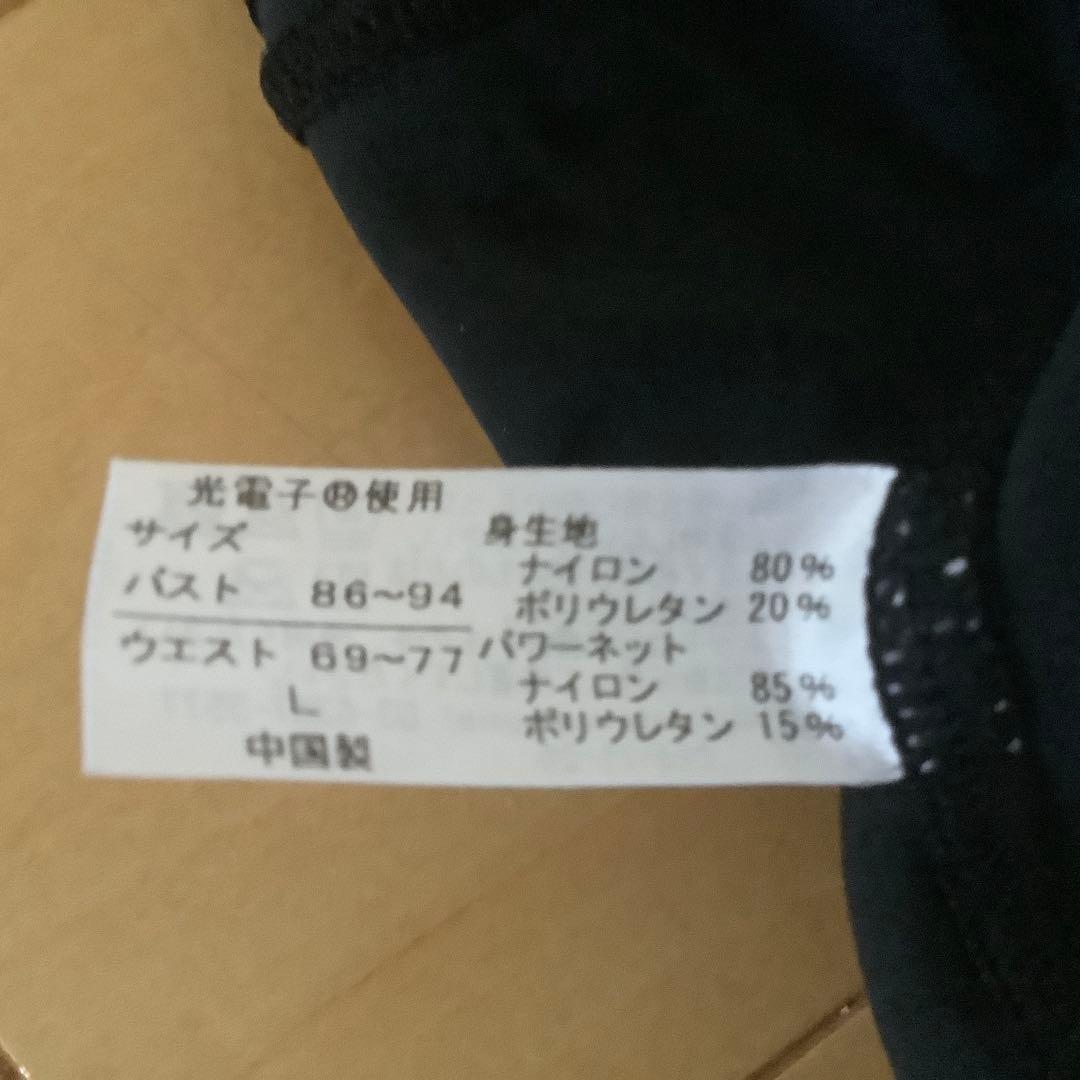 光電子®使用
サイズ
バスト 86〜94
ウエスト 69〜77
L
中国製
身生地
ナイロン 80%
ポリウレタン 20%
パワーネット
ナイロン 85%
ポリウレタン 15%